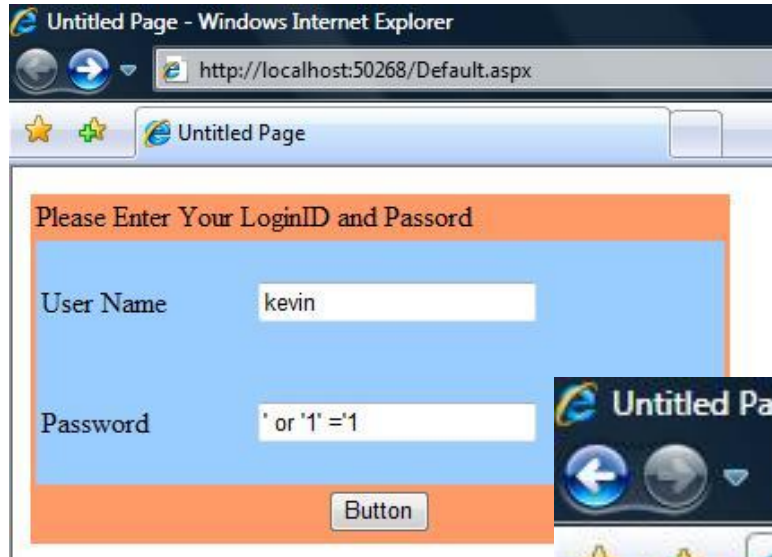 Untitled Page - Windows Internet Explorer
http://localhost:50268/Default.aspx
Untitled Page
Please Enter Your LoginID and Passord
User Name
kevin
Password
' or '1' ='1
Button
Untitled Pa